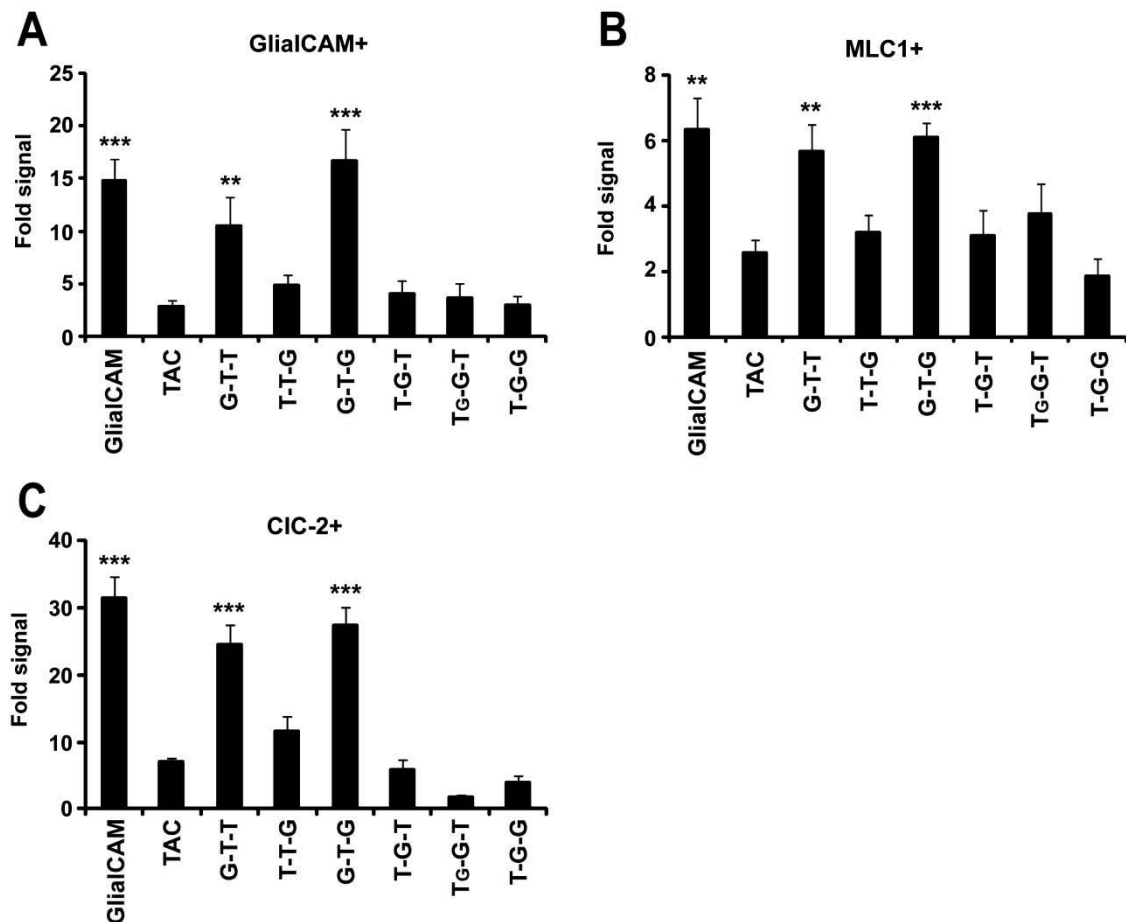 A
GlialCAM+
Fold signal
25
20
15
10
5
0
***
**
***
GlialCAM
TAC
G-T-T
T-T-G
G-T-G
T-G-T
TG-G-T
T-G-G
B
MLC1+
Fold signal
8
6
4
2
0
**
**
***
GlialCAM
TAC
G-T-T
T-T-G
G-T-G
T-G-T
TG-G-T
T-G-G
C
ClC-2+
Fold signal
40
30
20
10
0
***
***
***
GlialCAM
TAC
G-T-T
T-T-G
G-T-G
T-G-T
TG-G-T
T-G-G